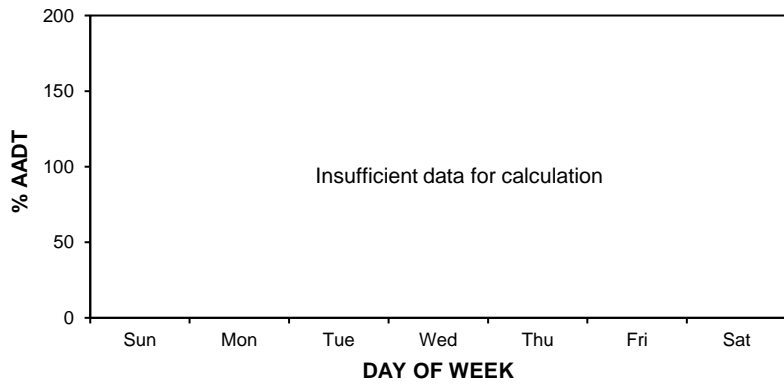 200
150
100
50
0
% AADT
Insufficient data for calculation
Sun Mon Tue Wed Thu Fri Sat
DAY OF WEEK